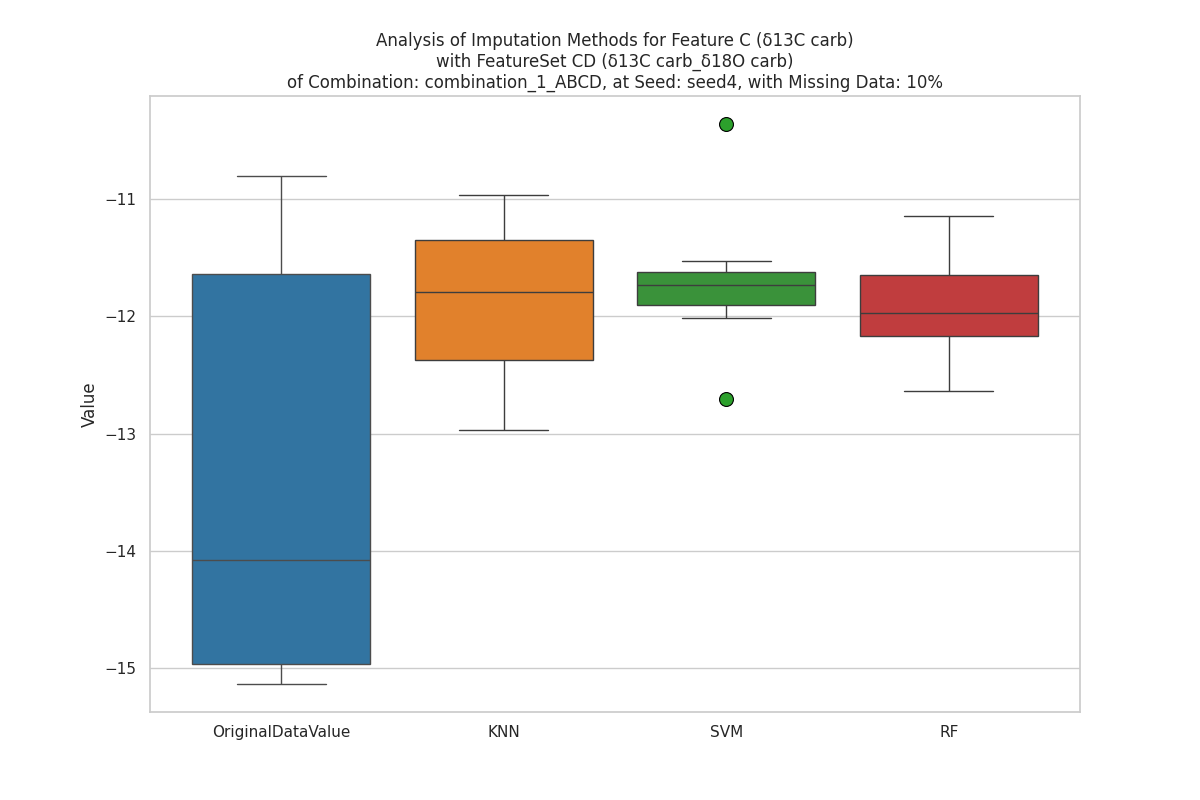 Analysis of Imputation Methods for Feature C (δ13C carb)
with FeatureSet CD (δ13C carb_δ18O carb)
of Combination: combination_1_ABCD, at Seed: seed4, with Missing Data: 10%
Value
−11
−12
−13
−14
−15
OriginalDataValue
KNN
SVM
RF